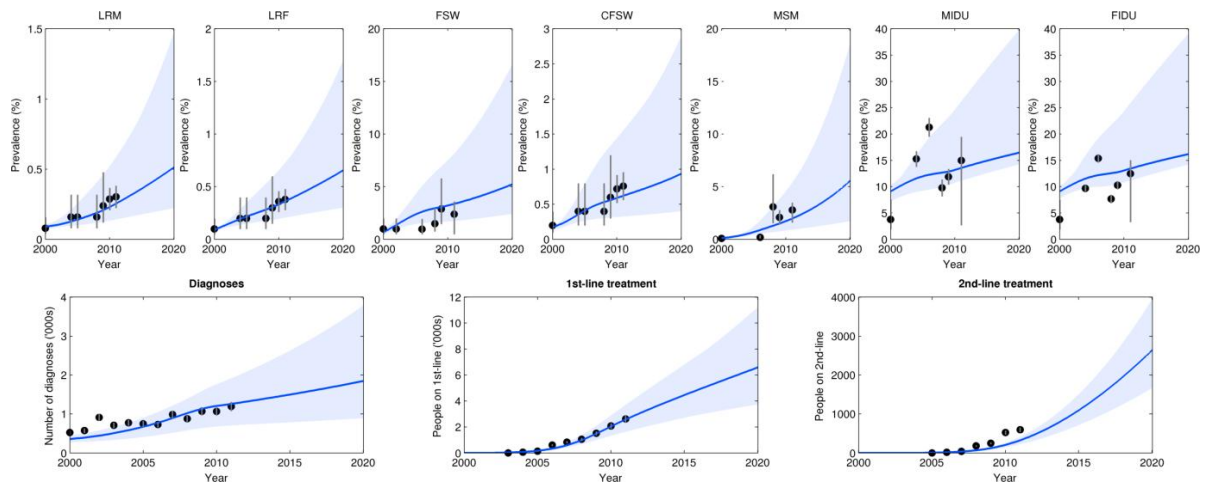 LRM
LRF
FSW
CFSW
MSM
MIDU
FIDU
Prevalence (%)
1.5
1
0.5
0
2000 2010 2020
Year
Prevalence (%)
2
1.5
1
0.5
0
2000 2010 2020
Year
Prevalence (%)
20
15
10
5
0
2000 2010 2020
Year
Prevalence (%)
3
2.5
2
1.5
1
0.5
0
2000 2010 2020
Year
Prevalence (%)
20
15
10
5
0
2000 2010 2020
Year
Prevalence (%)
40
35
30
25
20
15
10
5
0
2000 2010 2020
Year
Prevalence (%)
40
35
30
25
20
15
10
5
0
2000 2010 2020
Year
Diagnoses
Number of diagnoses ('000s)
4
3
2
1
0
2000 2005 2010 2015 2020
Year
1st-line treatment
People on 1st-line ('000s)
12
10
8
6
4
2
0
2000 2005 2010 2015 2020
Year
2nd-line treatment
People on 2nd-line
4000
3000
2000
1000
0
2000 2005 2010 2015 2020
Year